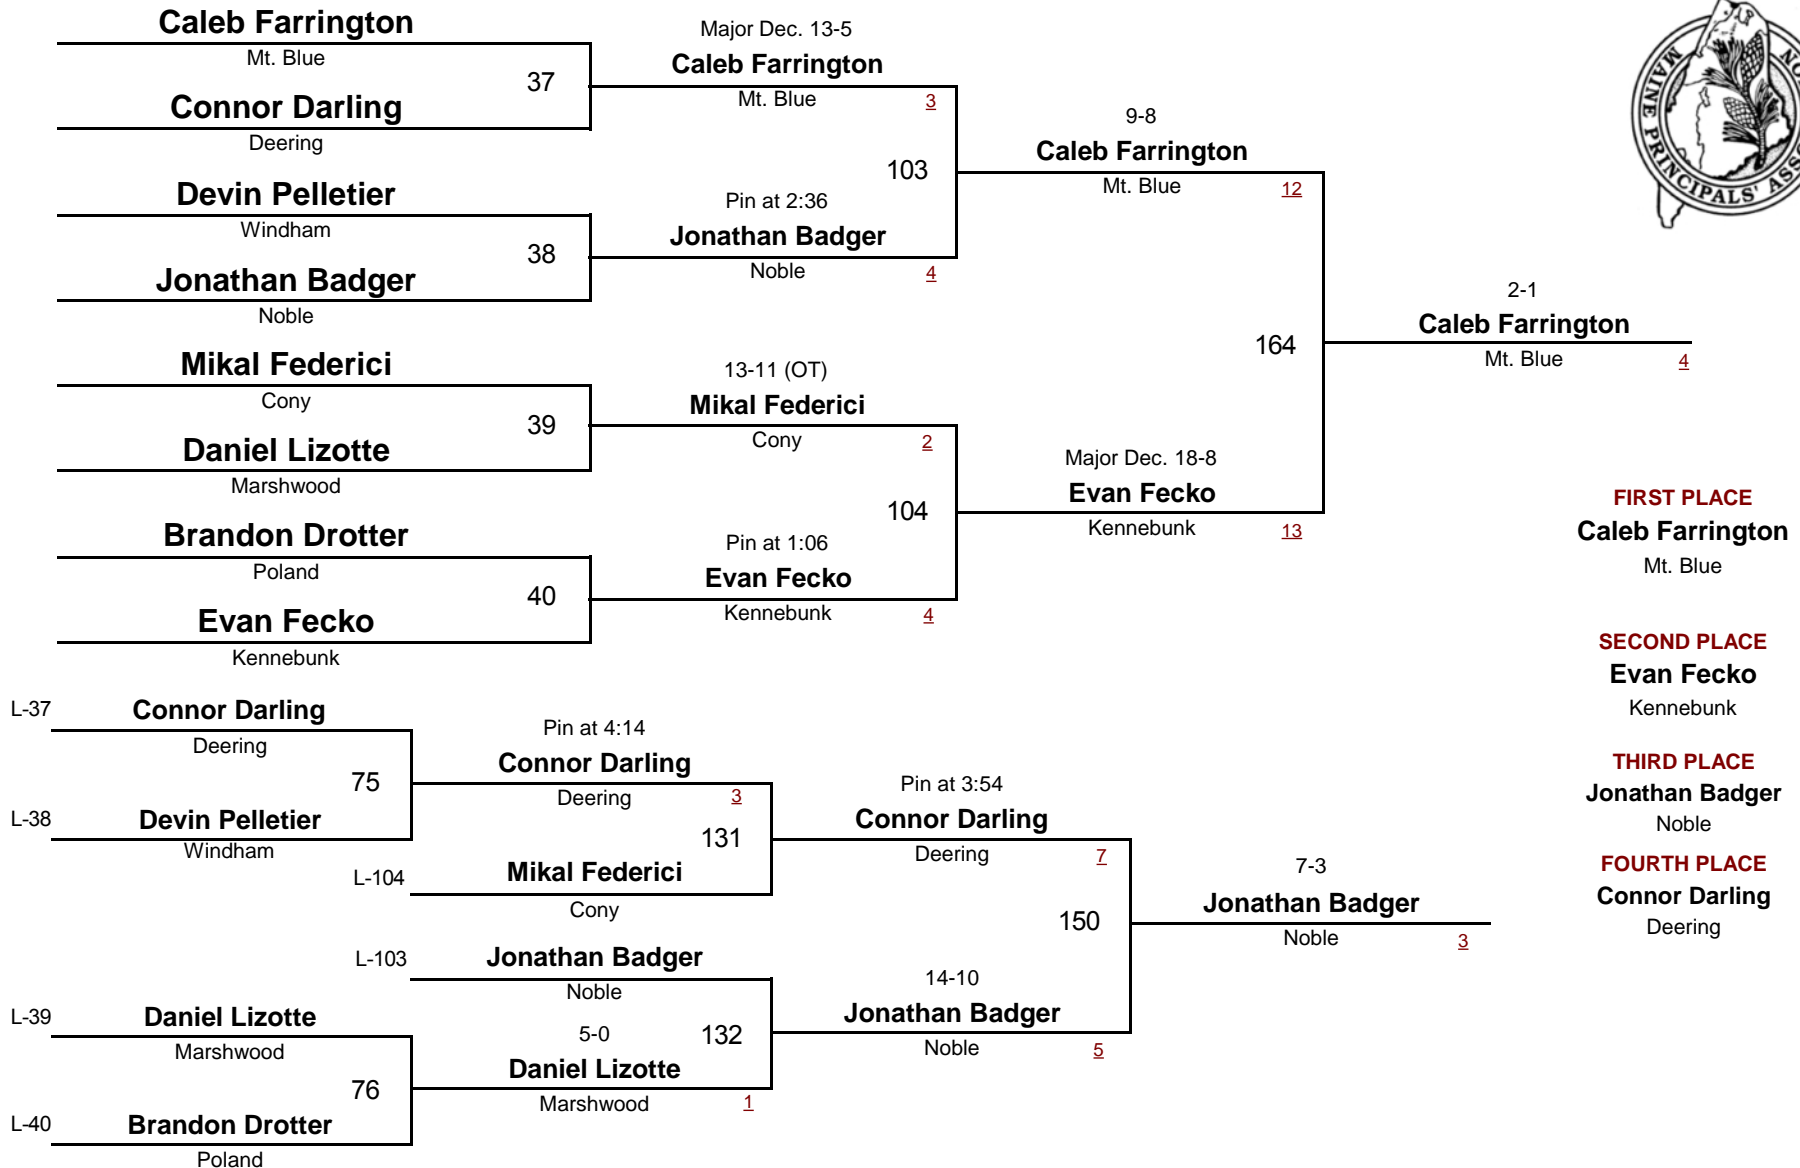 Caleb Farrington
Mt. Blue
37
Connor Darling
Deering
Devin Pelletier
Windham
38
Jonathan Badger
Noble
Mikal Federici
Cony
39
Daniel Lizotte
Marshwood
Brandon Drotter
Poland
40
Evan Fecko
Kennebunk
Major Dec. 13-5
Caleb Farrington
Mt. Blue 3
103
Pin at 2:36
Jonathan Badger
Noble 4
13-11 (OT)
Mikal Federici
Cony 2
104
Pin at 1:06
Evan Fecko
Kennebunk 4
9-8
Caleb Farrington
Mt. Blue 12
164
Major Dec. 18-8
Evan Fecko
Kennebunk 13
2-1
Caleb Farrington
Mt. Blue 4
MAINE PRINCIPALS' ASS
ON
FIRST PLACE
Caleb Farrington
Mt. Blue
SECOND PLACE
Evan Fecko
Kennebunk
THIRD PLACE
Jonathan Badger
Noble
FOURTH PLACE
Connor Darling
Deering
L-37 Connor Darling
Deering
75
L-38 Devin Pelletier
Windham
Pin at 4:14
Connor Darling
Deering 3
131
L-104 Mikal Federici
Cony
L-103 Jonathan Badger
Noble
132
5-0
Daniel Lizotte
Marshwood 1
L-39 Daniel Lizotte
Marshwood
76
L-40 Brandon Drotter
Poland
Pin at 3:54
Connor Darling
Deering 7
150
14-10
Jonathan Badger
Noble 5
7-3
Jonathan Badger
Noble 3